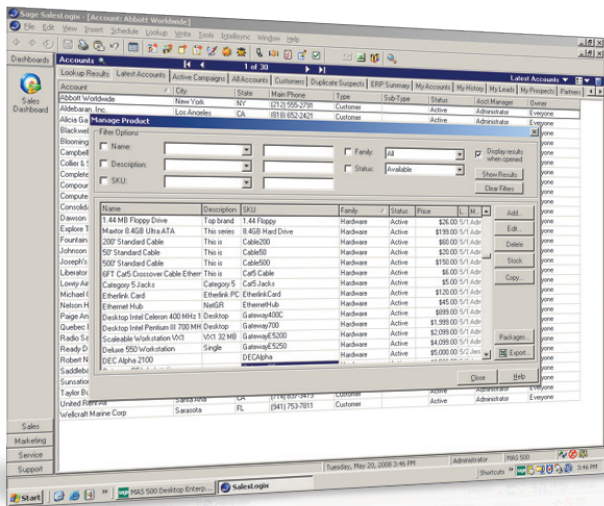 Sage SalesLogix - [Account: Abbott Worldwide]
File Edit View Insert Schedule Lookup Write Tools Intellisync Window Help
Dashboards Accounts 1 of 30
Lookup Results Latest Accounts Active Campaigns All Accounts Customers Duplicate Suspects ERP Summary My Accounts My History My Leads My Prospects Partners
Latest Accounts
Sales Dashboard
Account City State Main Phone Type Sub-Type Status Acct Manager Owner
Abbott Worldwide New York NY (212) 555-2791 Customer Active Administrator Everyone
Aldebaran, Inc. Los Angeles CA (818) 652-2421 Customer Active Administrator Everyone
Manage Product
Filter Options
Name: Family: All Display results when opened
Description: Status: Available Show Results
SKU: Clear Filters
Name Description SKU Family Status Price
1.44 MB Floppy Drive Top brand 1.44 Floppy Hardware Active $26.00
Maxtor 8.4GB Ultra ATA This series 8.4GB Hard Drive Hardware Active $199.00
200' Standard Cable This is Cable200 Hardware Active $60.00
50' Standard Cable This is Cable50 Hardware Active $20.00
500' Standard Cable This is Cable500 Hardware Active $150.00
6FT Cat5 Crossover Cable Ethern This is Cat5 Cable Hardware Active $6.00
Category 5 Jacks Category 5 Cat5 Jacks Hardware Active $5.00
Etherlink Card Etherlink PC EtherlinkCard Hardware Active $120.00
Ethernet Hub NetGR EthernetHub Hardware Active $45.00
Desktop Intel Celeron 400 MHz Desktop Gateway400C Hardware Active $899.00
Desktop Intel Pentium III 700 MH Desktop Gateway700 Hardware Active $1,999.00
Scaleable Workstation VX3 VX3 32 MB GatewayE5200 Hardware Active $2,099.00
Deluxe 550 Workstation Single GatewayE5250 Hardware Active $4,099.00
DEC Alpha 2100 DECAlpha Hardware Active $5,000.00
Add...
Edit...
Delete
Stock
Copy...
Packages...
Export...
Close Help
United Rent-All Santa Ana CA Customer Active Administrator Everyone
Wellcraft Marine Corp Sarasota FL (941) 753-7811
Sales
Marketing
Service
Support
Tuesday, May 20, 2008 3:46 PM Administrator MAS 500
Start MAS 500 Desktop Enterp... SalesLogix Shortcuts 3:46 PM